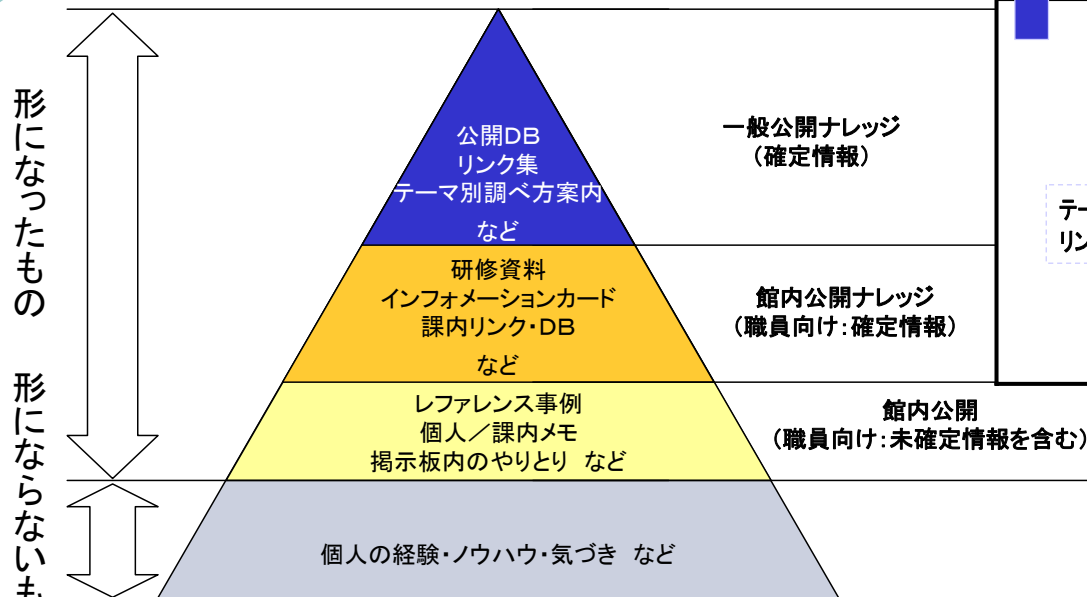 形になったもの
形にならないも
公開DB
リンク集
テーマ別調べ方案内
など
一般公開ナレッジ
（確定情報）
研修資料
インフォメーションカード
課内リンク・DB
など
館内公開ナレッジ
（職員向け：確定情報）
レファレンス事例
個人／課内メモ
掲示板内のやりとり など
館内公開
（職員向け：未確定情報を含む）
個人の経験・ノウハウ・気づき など
テー
リン